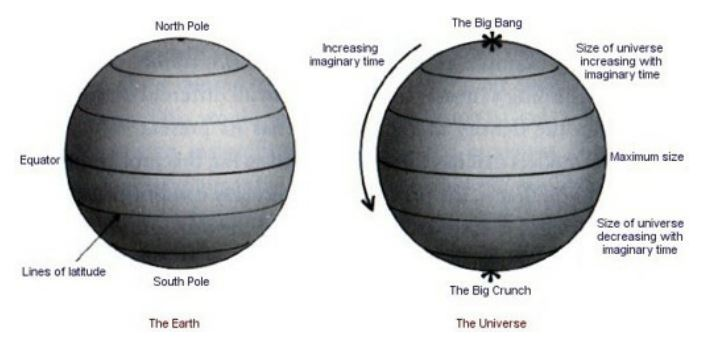 North Pole
Equator
Lines of latitude
South Pole
The Earth
The Big Bang
Increasing
imaginary time
Size of universe
increasing with
imaginary time
Maximum size
Size of universe
decreasing with
imaginary time
The Big Crunch
The Universe